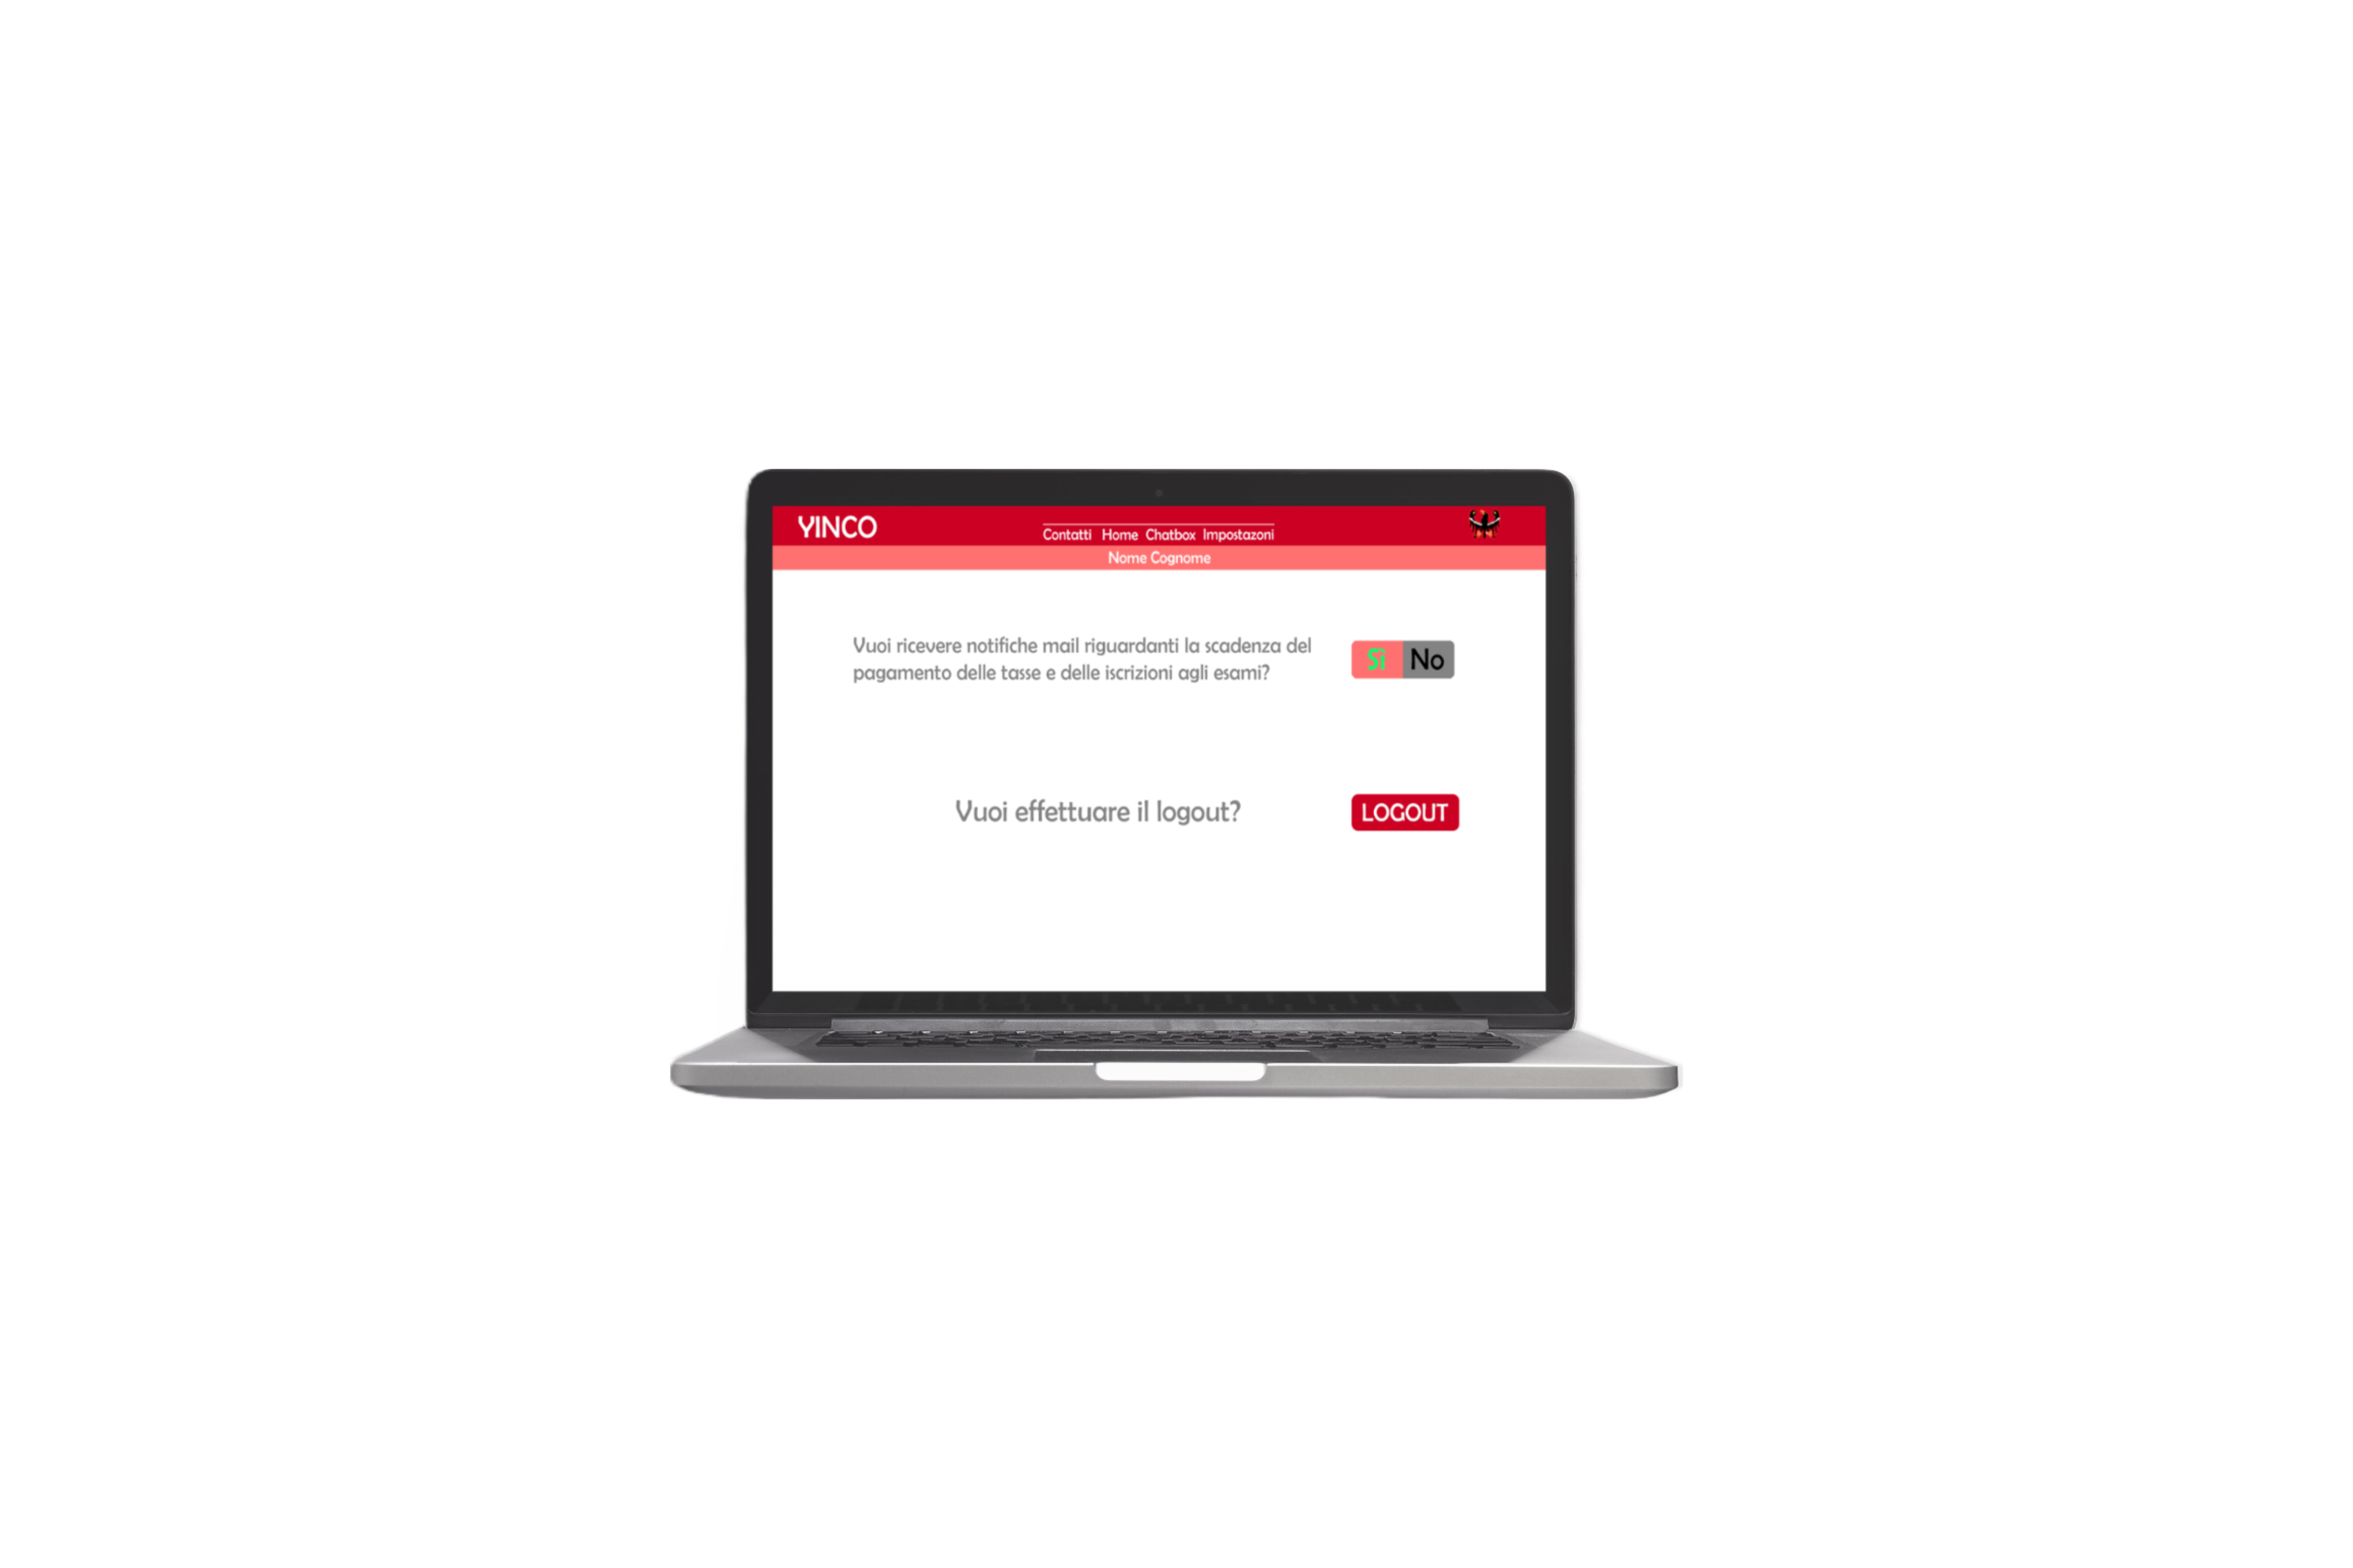 YINCO
Contatti Home Chatbox Impostazoni
Nome Cognome
Vuoi ricevere notifiche mail riguardanti la scadenza del
pagamento delle tasse e delle iscrizioni agli esami?
Sì No
Vuoi effettuare il logout?
LOGOUT